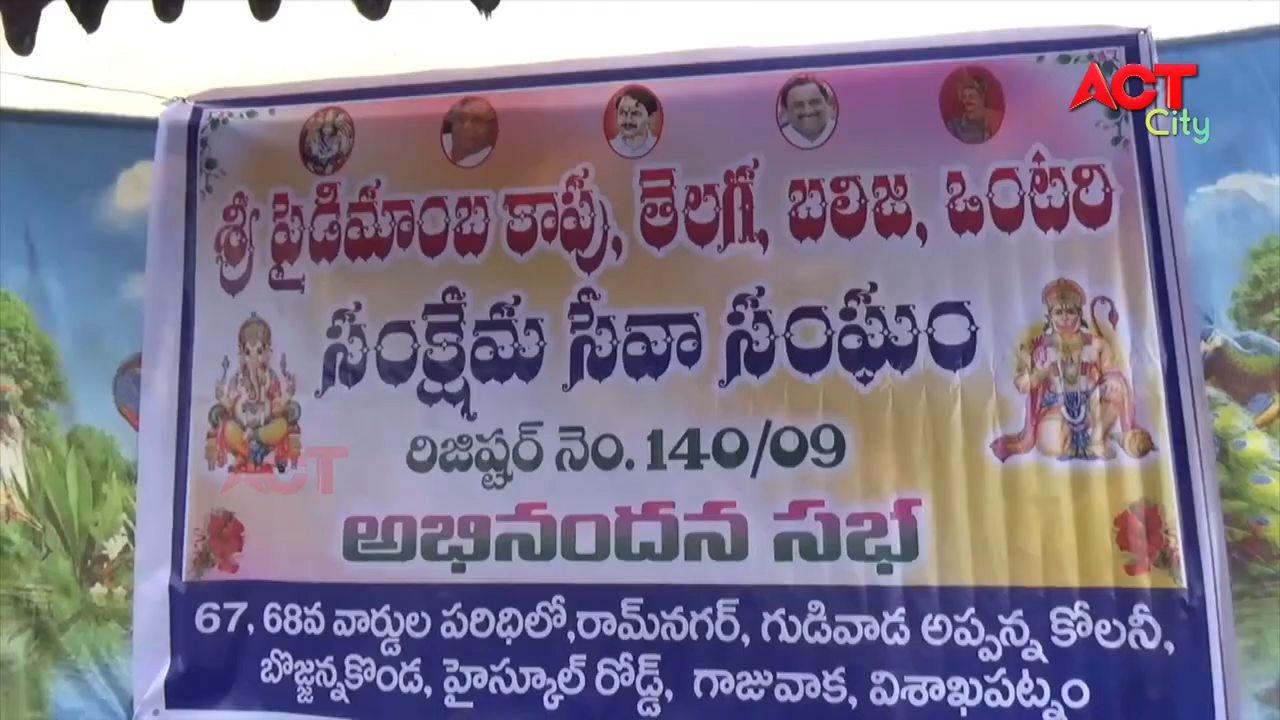 ACT
City
శ్రీ పైడిమాంబ కాపు, తెలగ, బలిజ, ఒంటరి
సంక్షేమ సేవా సంఘం
రిజిష్టర్ నెం. 140/09
ACT
అభినందన సభ
67, 68వ వార్డుల పరిధిలో,రామ్‌నగర్, గుడివాడ అప్పన్న కోలనీ,
బొజ్జన్నకొండ, హైస్కూల్ రోడ్డ్, గాజువాక, విశాఖపట్నం